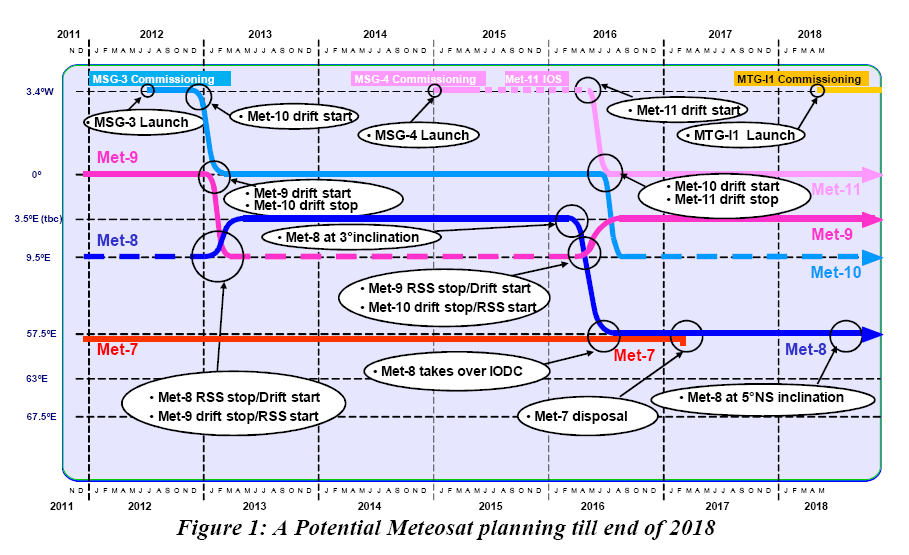 2011 2012 2013 2014 2015 2016 2017 2018
N D J F M A M J J A S O N D J F M A M J J A S O N D J F M A M J J A S O N D J F M A M J J A S O N D J F M A M J J A S O N D J F M A M J J A S O N D J F M A M
MSG-3 Commissioning
MSG-4 Commissioning
Met-11 IOS
MTG-I1 Commissioning
3.4°W
• MSG-3 Launch
• Met-10 drift start
• MSG-4 Launch
• Met-11 drift start
• MTG-I1 Launch
Met-9
0°
• Met-9 drift start
• Met-10 drift stop
• Met-10 drift start
• Met-11 drift stop
Met-11
3.5°E (tbc)
Met-8
• Met-8 at 3°inclination
Met-9
9.5°E
Met-10
• Met-9 RSS stop/Drift start
• Met-10 drift stop/RSS start
57.5°E
Met-7
Met-7
Met-8
63°E
• Met-8 takes over IODC
• Met-8 RSS stop/Drift start
• Met-9 drift stop/RSS start
• Met-8 at 5°NS inclination
67.5°E
• Met-7 disposal
N D J F M A M J J A S O N D J F M A M J J A S O N D J F M A M J J A S O N D J F M A M J J A S O N D J F M A M J J A S O N D J F M A M J J A S O N D J F M A M
2011 2012 2013 2014 2015 2016 2017 2018
Figure 1: A Potential Meteosat planning till end of 2018